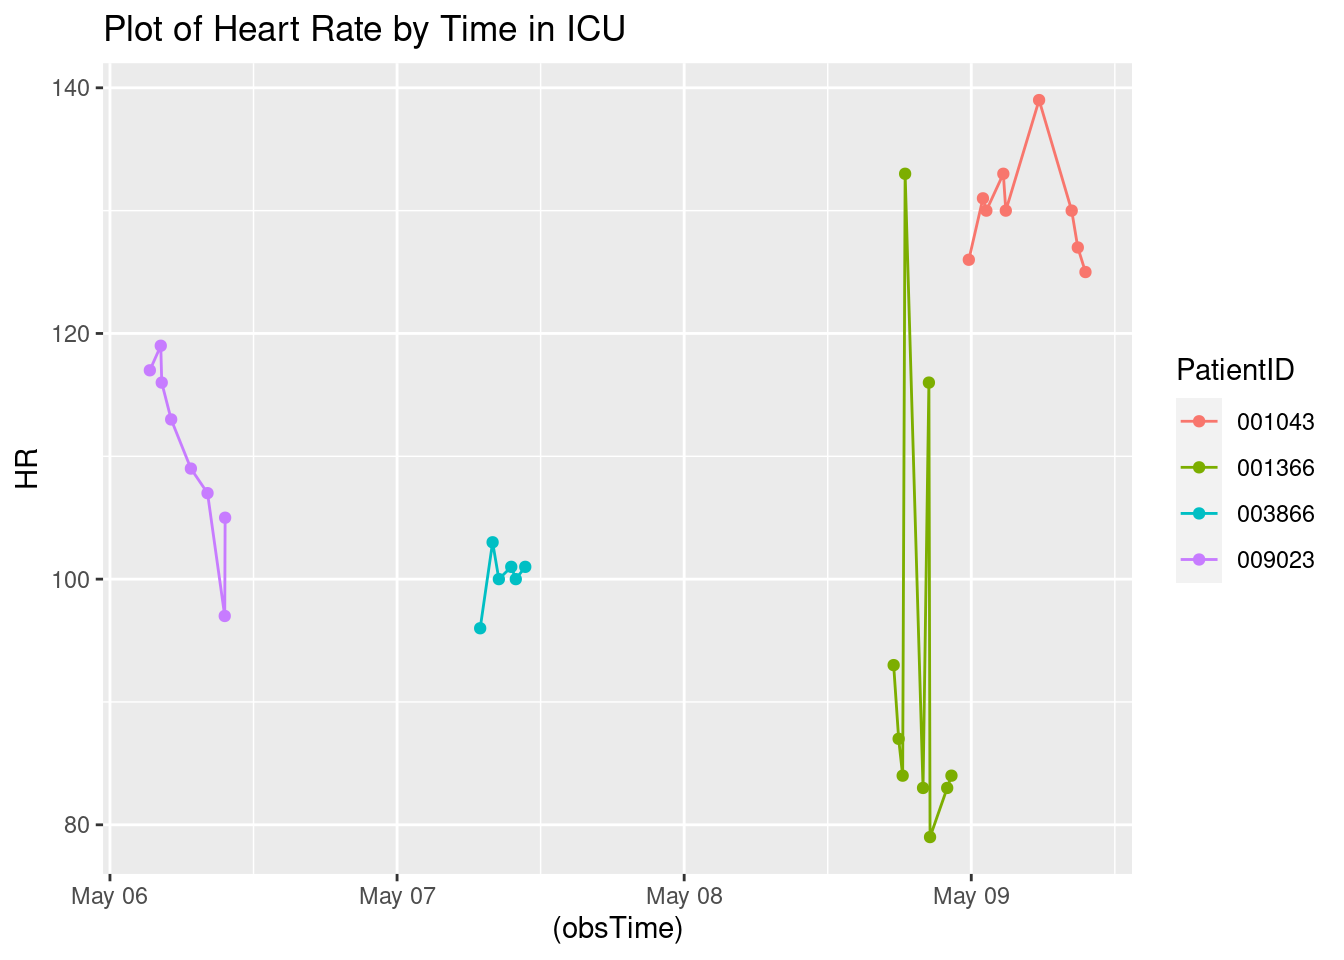 Plot of Heart Rate by Time in ICU
140
120
100
80
HR
May 06 May 07 May 08 May 09
(obsTime)
PatientID
001043
001366
003866
009023